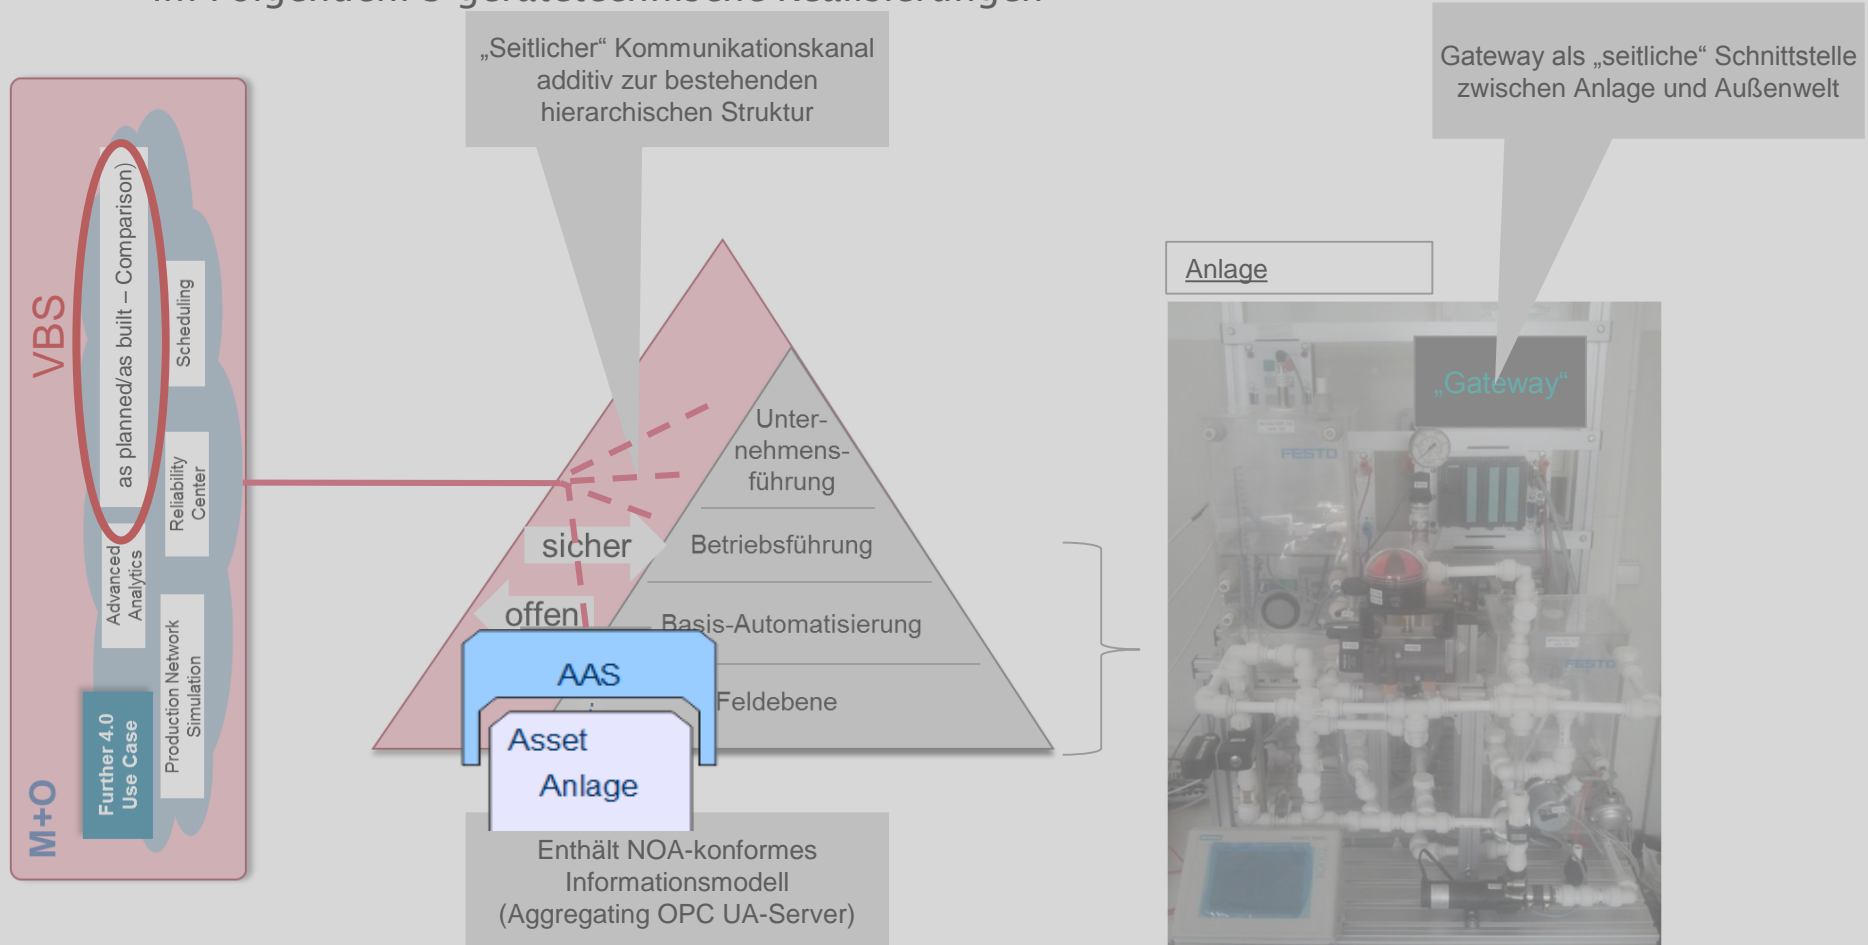 „Seitlicher“ Kommunikationskanal
additiv zur bestehenden
hierarchischen Struktur
Gateway als „seitliche“ Schnittstelle
zwischen Anlage und Außenwelt
VBS
as planned/as built – Comparison)
Scheduling
Reliability
Center
Advanced
Analytics
Production Network
Simulation
Further 4.0
Use Case
M+O
Unter-
nehmens-
führung
sicher
Betriebsführung
offen
Basis-Automatisierung
AAS
Feldebene
Asset
Anlage
Enthält NOA-konformes
Informationsmodell
(Aggregating OPC UA-Server)
Anlage
„Gateway“
FESTO
FESTO